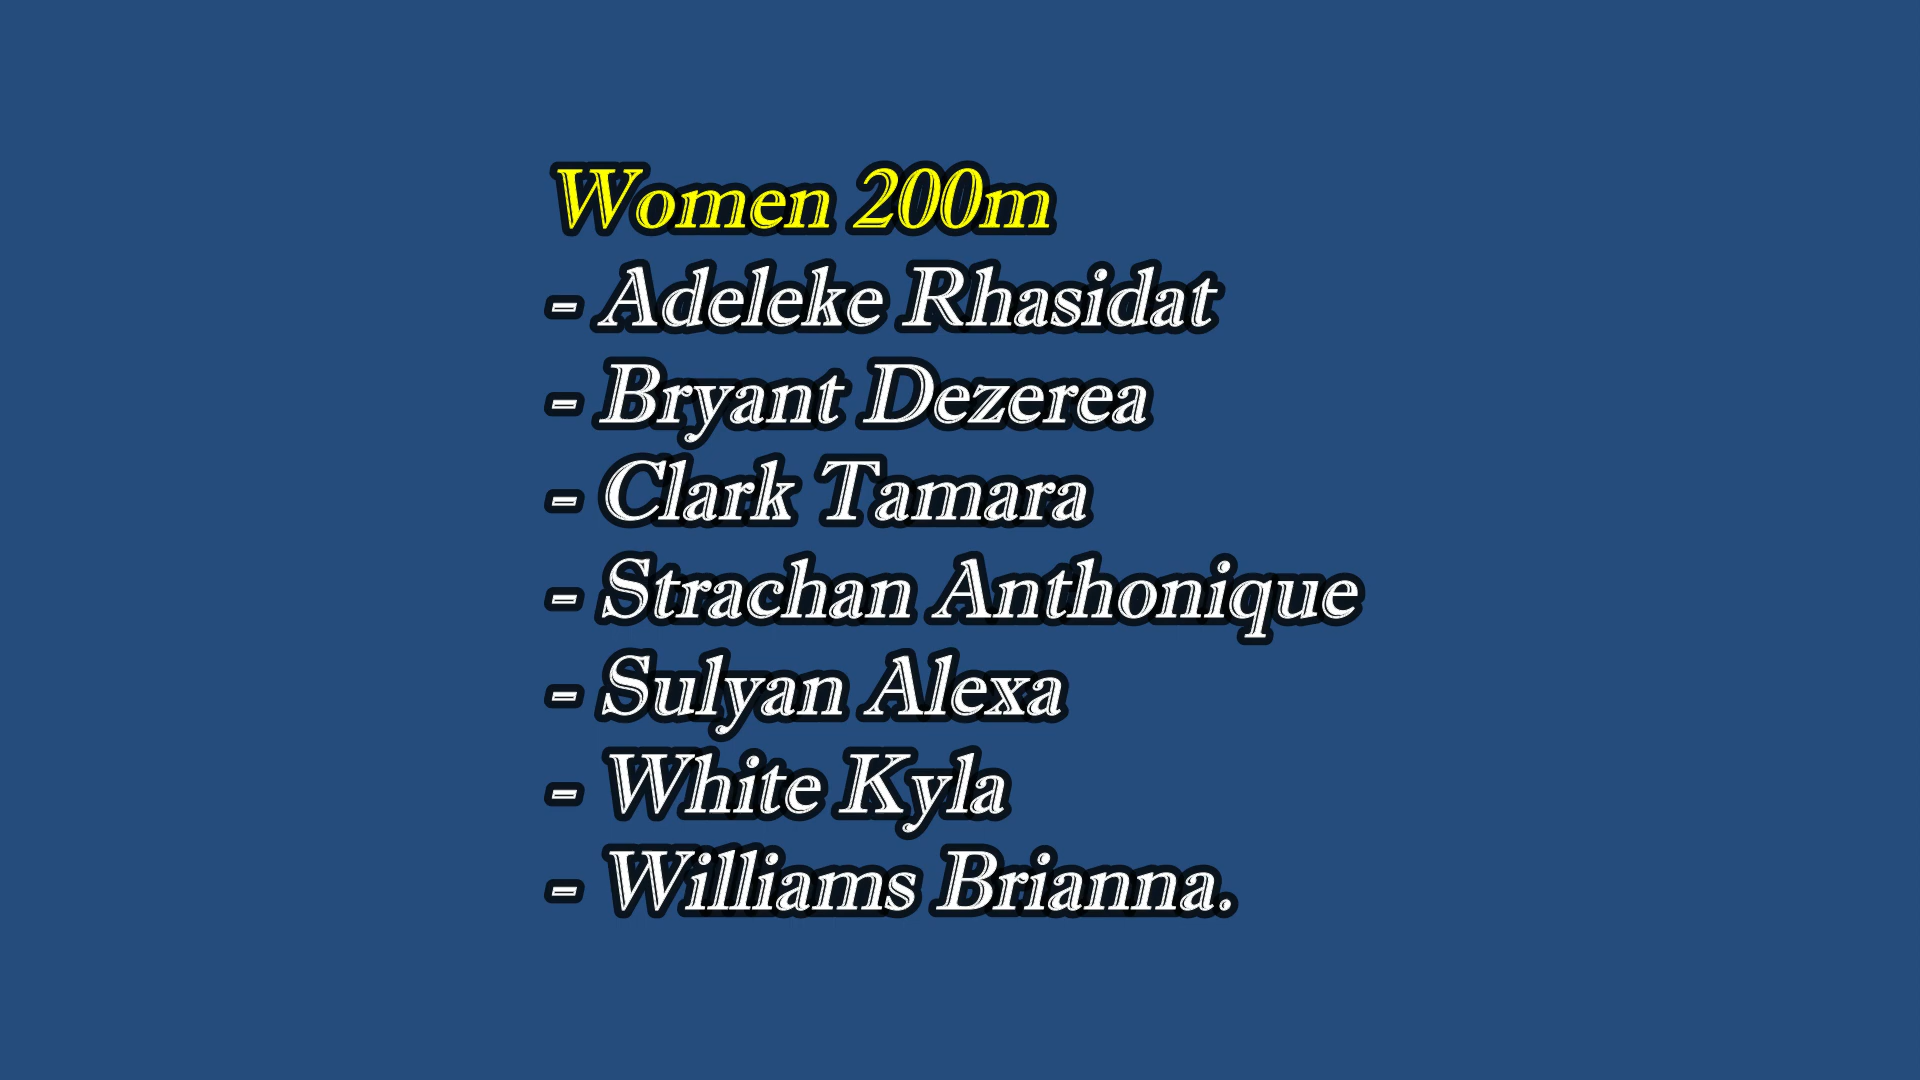 Women 200m
- Adeleke Rhasidat
- Bryant Dezerea
- Clark Tamara
- Strachan Anthonique
- Sulyan Alexa
- White Kyla
- Williams Brianna.